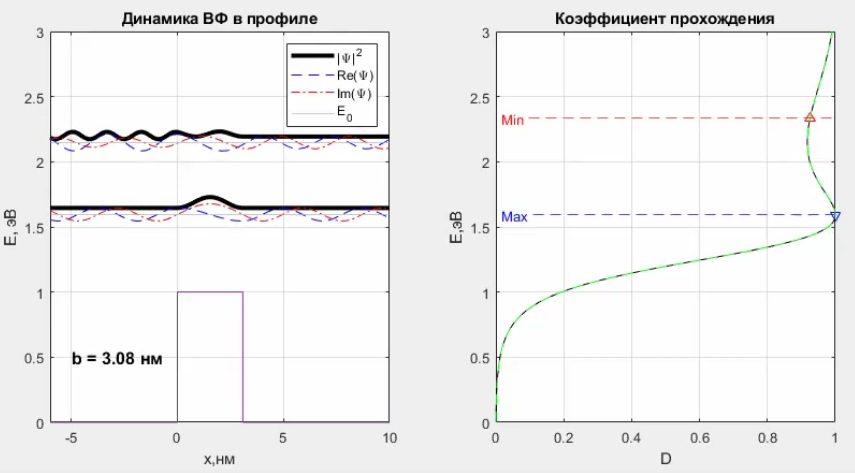 Динамика ВФ в профиле
|Ψ|²
Re(Ψ)
Im(Ψ)
E₀
3
2.5
2
1.5
1
0.5
0
E, эВ
b = 3.08 нм
-5
0
5
10
x,нм
Коэффициент прохождения
3
2.5
2
1.5
1
0.5
0
E,эВ
Min
Max
0
0.2
0.4
0.6
0.8
1
D